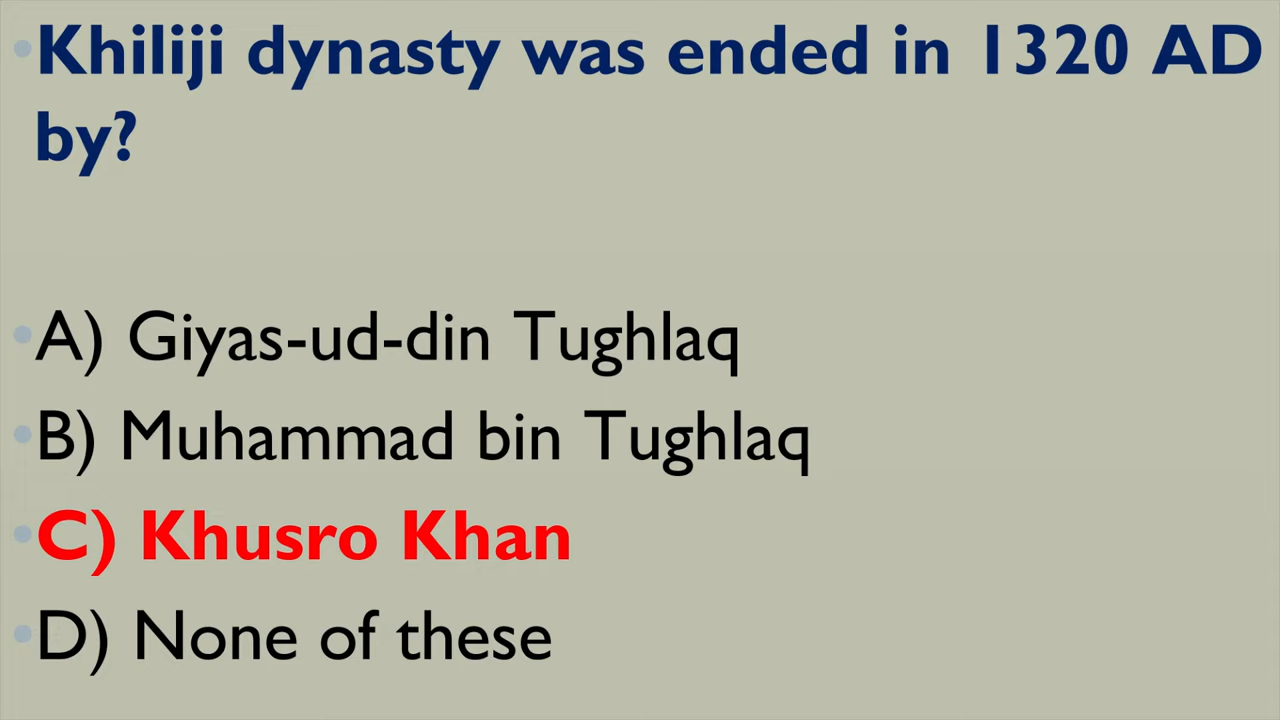 •Khiliji dynasty was ended in 1320 AD
by?
•A) Giyas-ud-din Tughlaq
•B) Muhammad bin Tughlaq
•C) Khusro Khan
•D) None of these